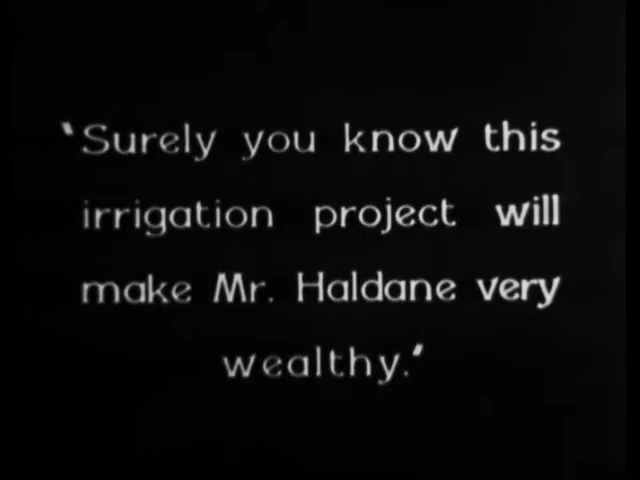 'Surely you know this
irrigation project will
make Mr. Haldane very
wealthy.'